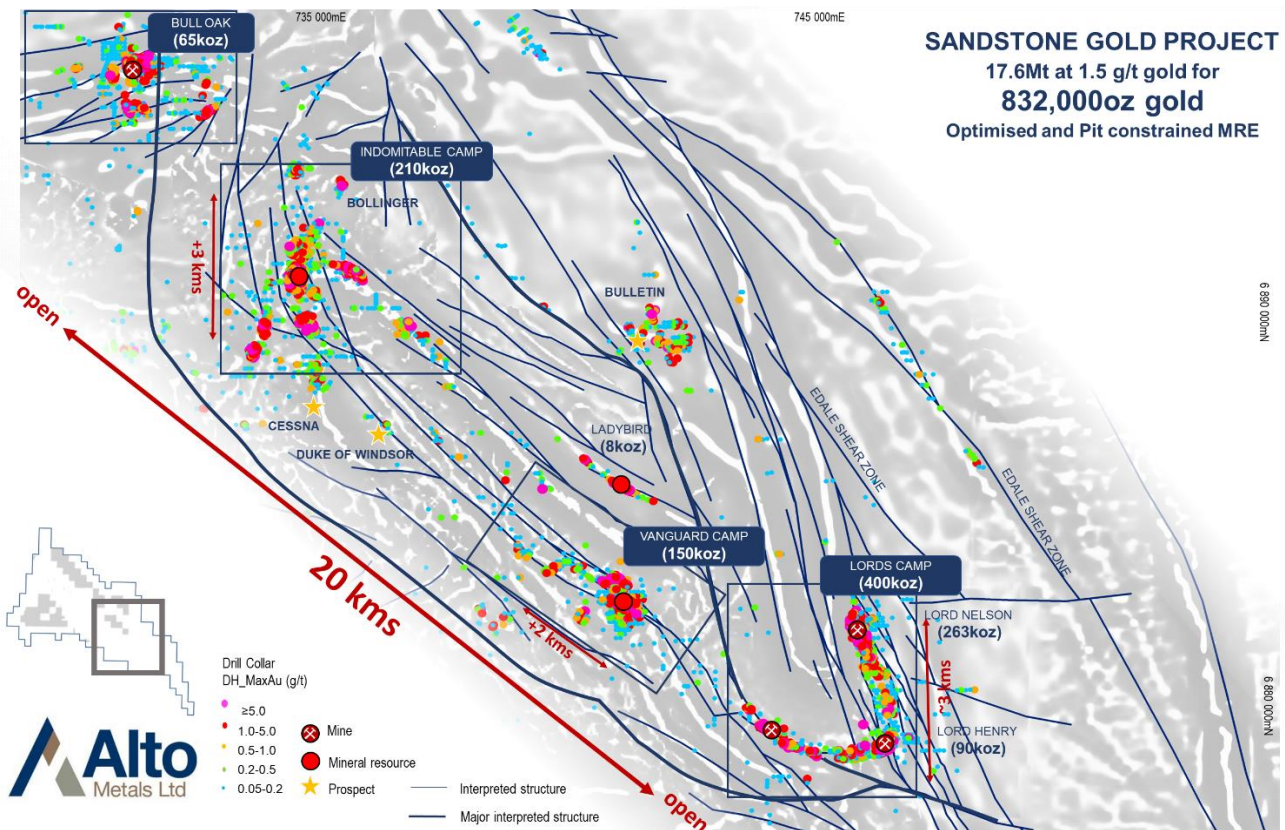 735 000mE
745 000mE
BULL OAK
(65koz)
SANDSTONE GOLD PROJECT
17.6Mt at 1.5 g/t gold for
832,000oz gold
Optimised and Pit constrained MRE
INDOMITABLE CAMP
(210koz)
BOLLINGER
+3 kms
open
BULLETIN
6 890 000mN
CESSNA
DUKE OF WINDSOR
LADYBIRD
(8koz)
EDALE SHEAR ZONE
EDALE SHEAR ZONE
20 kms
VANGUARD CAMP
(150koz)
+2 kms
LORDS CAMP
(400koz)
LORD NELSON
(263koz)
~3 kms
LORD HENRY
(90koz)
6 880 000mN
open
Drill Collar
DH_MaxAu (g/t)
≥5.0
1.0-5.0
0.5-1.0
0.2-0.5
0.05-0.2
Mine
Mineral resource
Prospect
Interpreted structure
Major interpreted structure
Alto
Metals Ltd